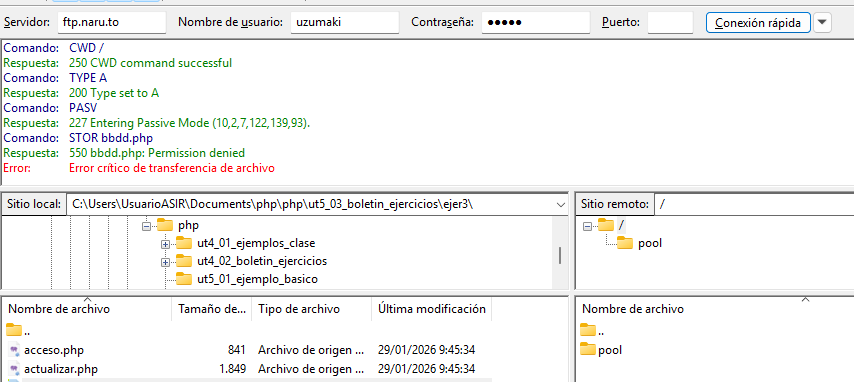 Servidor: ftp.naru.to Nombre de usuario: uzumaki Contraseña: ●●●●● Puerto: Conexión rápida
Comando: CWD /
Respuesta: 250 CWD command successful
Comando: TYPE A
Respuesta: 200 Type set to A
Comando: PASV
Respuesta: 227 Entering Passive Mode (10,2,7,122,139,93).
Comando: STOR bbdd.php
Respuesta: 550 bbdd.php: Permission denied
Error: Error crítico de transferencia de archivo
Sitio local: C:\Users\UsuarioASIR\Documents\php\php\ut5_03_boletin_ejercicios\ejer3\
php
ut4_01_ejemplos_clase
ut4_02_boletin_ejercicios
ut5_01_ejemplo_basico
Sitio remoto: /
/
pool
Nombre de archivo Tamaño de... Tipo de archivo Última modificación
..
acceso.php 841 Archivo de origen ... 29/01/2026 9:45:34
actualizar.php 1.849 Archivo de origen ... 29/01/2026 9:45:34
Nombre de archivo
..
pool